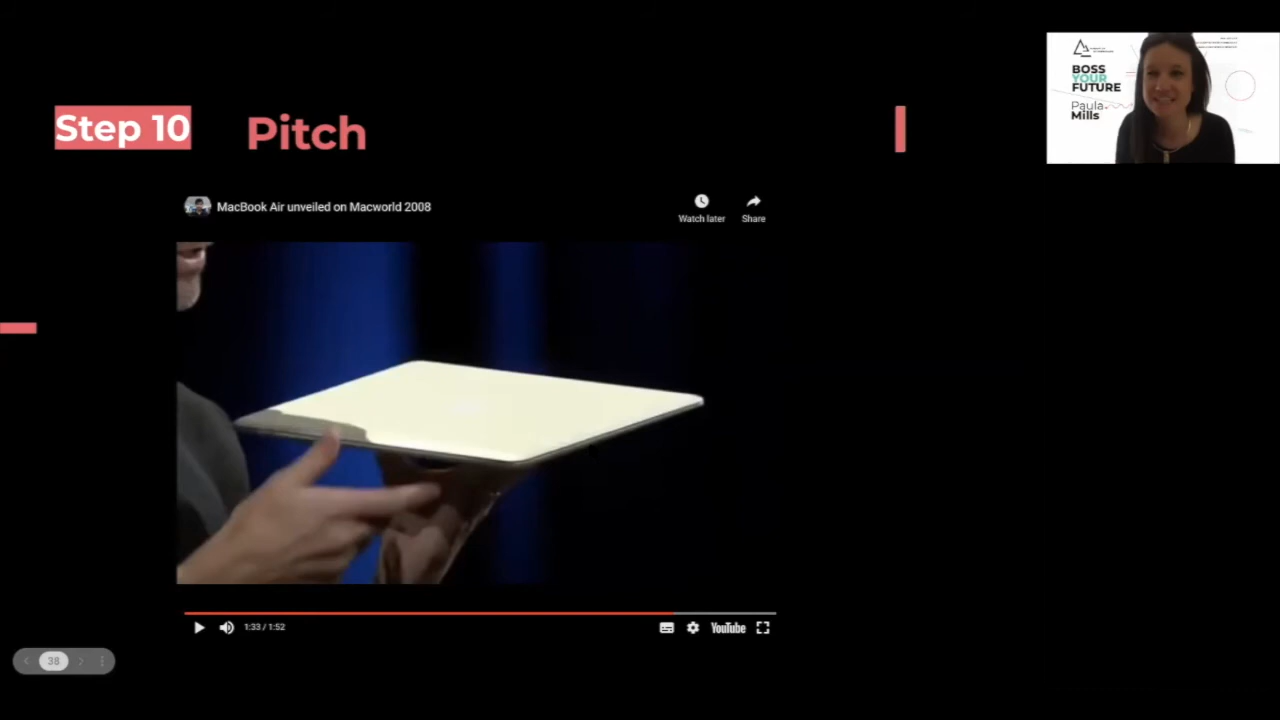 Step 10
Pitch
MacBook Air unveiled on Macworld 2008
Watch later
Share
1:33 / 1:52
YouTube
38
BOSS
YOUR
FUTURE
Paula
Mills